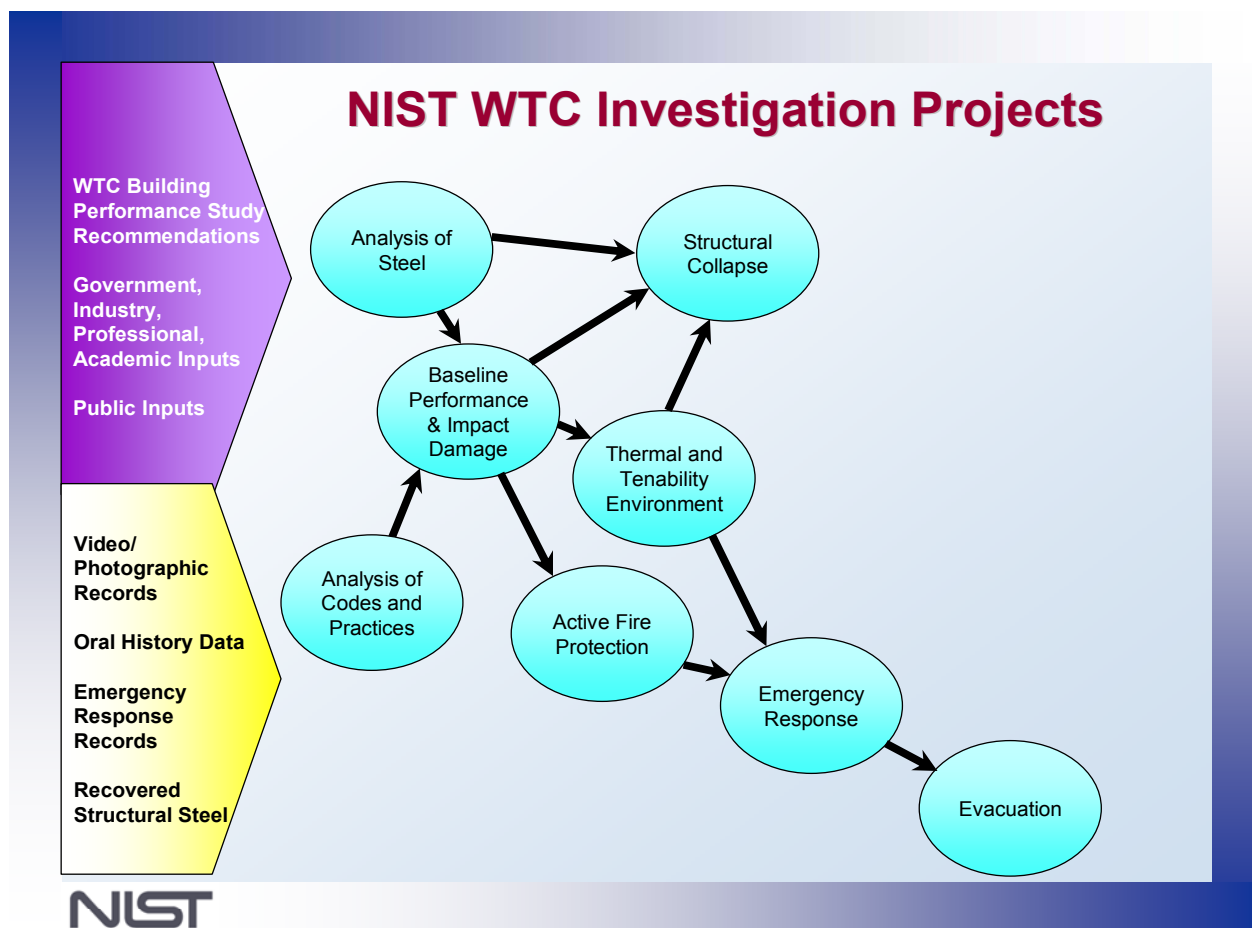 NIST WTC Investigation Projects
WTC Building
Performance Study
Recommendations
Government,
Industry,
Professional,
Academic Inputs
Public Inputs
Video/
Photographic
Records
Oral History Data
Emergency
Response
Records
Recovered
Structural Steel
Analysis of
Steel
Structural
Collapse
Baseline
Performance
& Impact
Damage
Thermal and
Tenability
Environment
Analysis of
Codes and
Practices
Active Fire
Protection
Emergency
Response
Evacuation
NIST